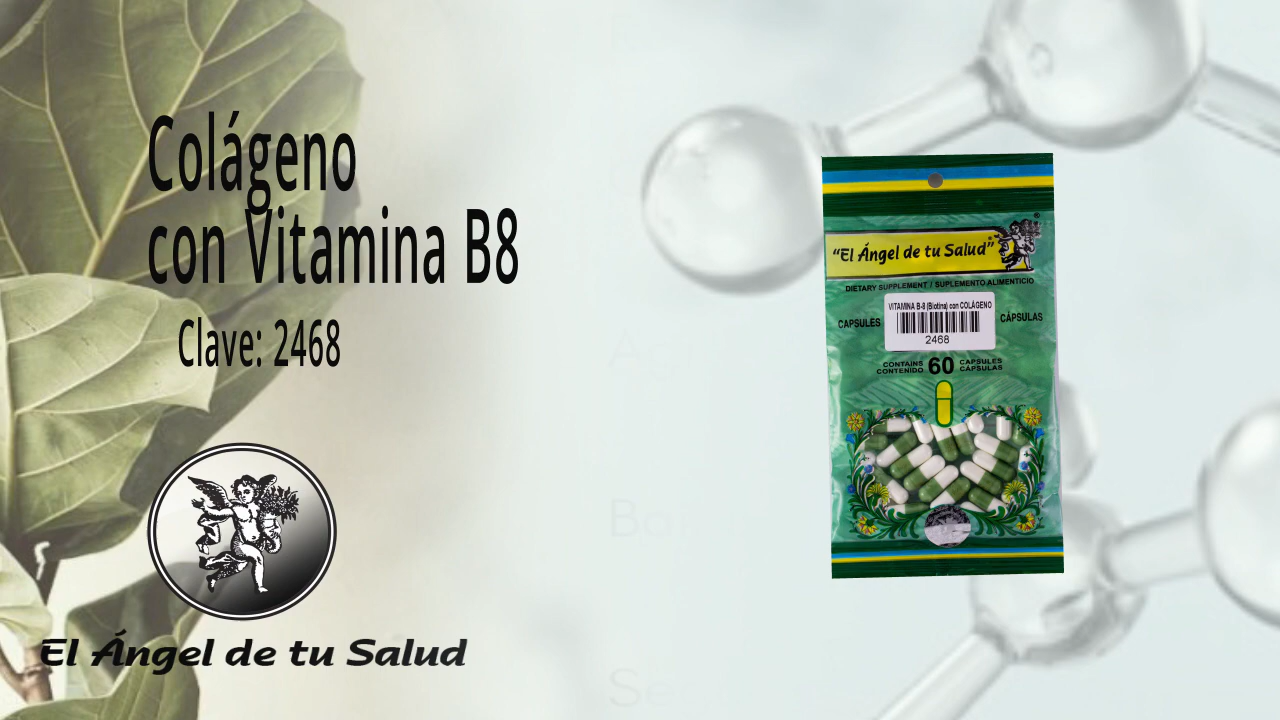 Colágeno
con Vitamina B8
Clave: 2468
El Ángel de tu Salud
"El Ángel de tu Salud"
®
DIETARY SUPPLEMENT / SUPLEMENTO ALIMENTICIO
VITAMINA B-8 (Biotina) con COLÁGENO
CAPSULES
CÁPSULAS
2468
CONTAINS 60 CAPSULES
CONTENIDO CÁPSULAS